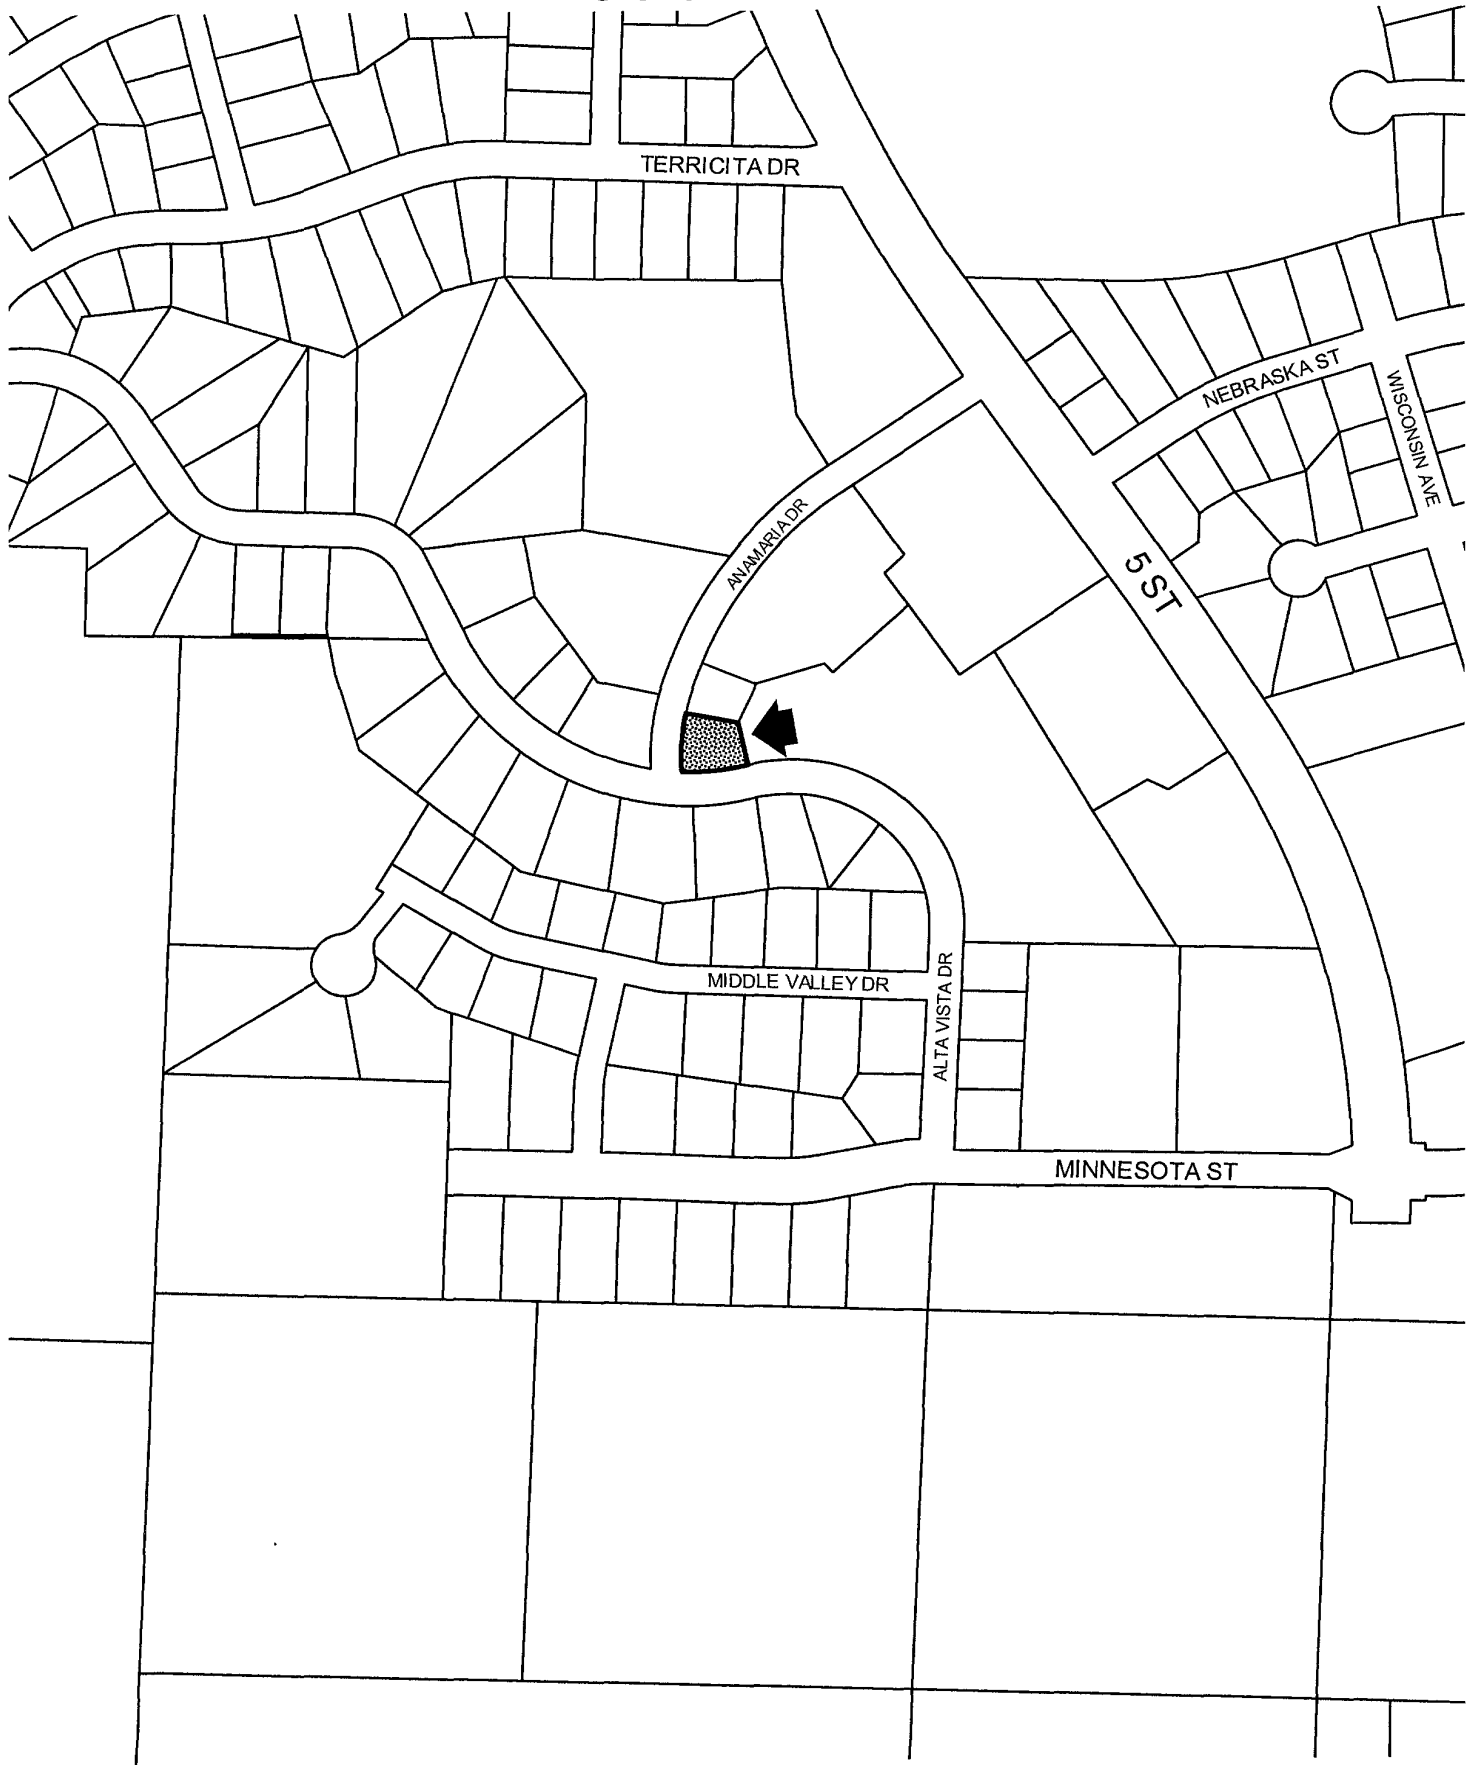 TERRICITA DR
NEBRASKA ST
WISCONSIN AVE
ANAMARIA DR
5 ST
MIDDLE VALLEY DR
ALTA VISTA DR
MINNESOTA ST